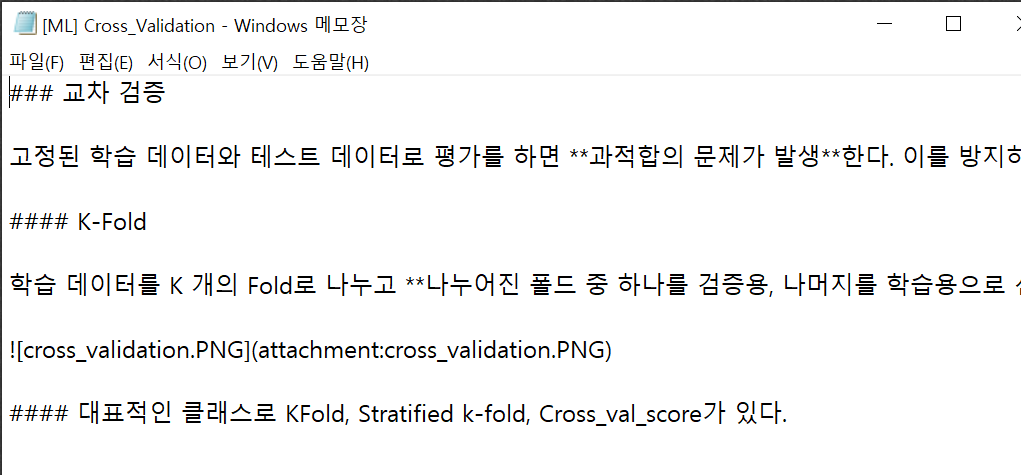 [ML] Cross_Validation - Windows 메모장
파일(F) 편집(E) 서식(O) 보기(V) 도움말(H)
### 교차 검증
고정된 학습 데이터와 테스트 데이터로 평가를 하면 **과적합의 문제가 발생**한다. 이를 방지하
#### K-Fold
학습 데이터를 K 개의 Fold로 나누고 **나누어진 폴드 중 하나를 검증용, 나머지를 학습용으로
![cross_validation.PNG](attachment:cross_validation.PNG)
#### 대표적인 클래스로 KFold, Stratified k-fold, Cross_val_score가 있다.